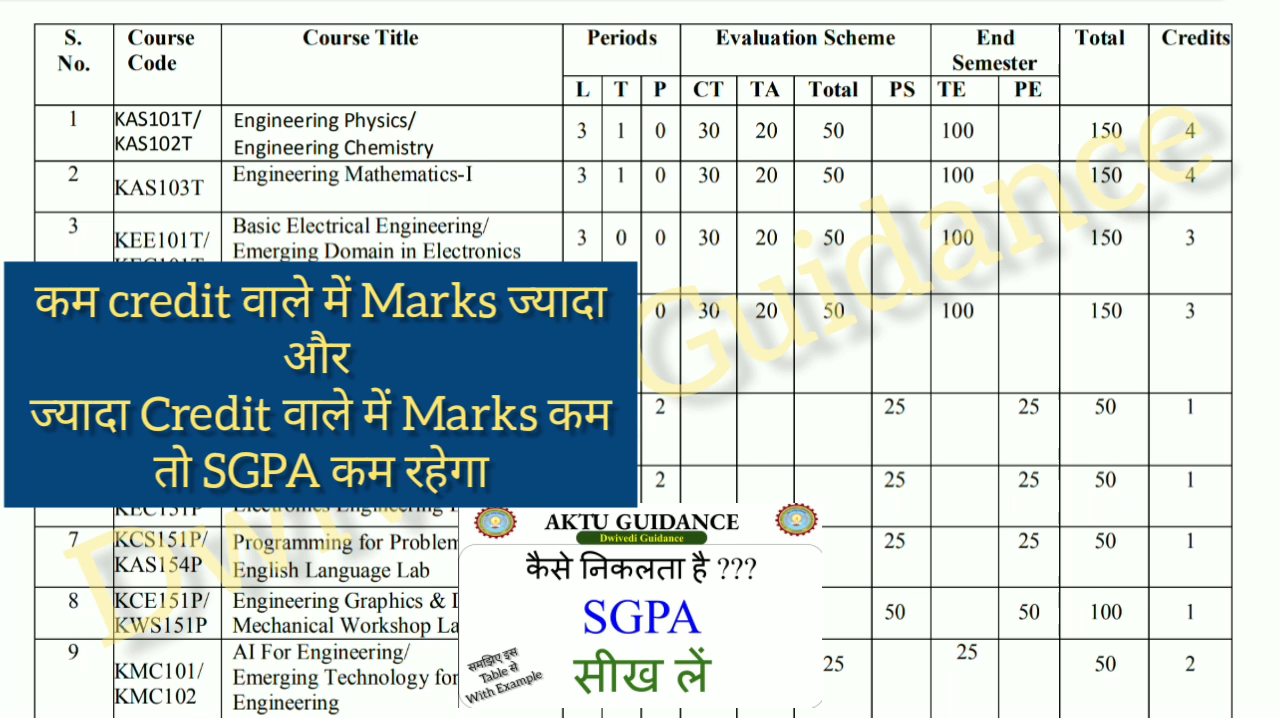 S. No. Course Code Course Title Periods Evaluation Scheme End Semester Total Credits
L T P CT TA Total PS TE PE
1 KAS101T/ Engineering Physics/
KAS102T Engineering Chemistry 3 1 0 30 20 50 100 150 4
2 KAS103T Engineering Mathematics-I 3 1 0 30 20 50 100 150 4
3 KEE101T/ Basic Electrical Engineering/
Emerging Domain in Electronics 3 0 0 30 20 50 100 150 3
0 30 20 50 100 150 3
2 25 25 50 1
2 25 25 50 1
7 KCS151P/ Programming for Problem 25 25 50 1
KAS154P English Language Lab
8 KCE151P/ Engineering Graphics & 50 50 100 1
KWS151P Mechanical Workshop
9 KMC101/ AI For Engineering/ 25 25 50 2
KMC102 Emerging Technology for
Engineering
कम credit वाले में Marks ज्यादा
और
ज्यादा Credit वाले में Marks कम
तो SGPA कम रहेगा
AKTU GUIDANCE
Dwivedi Guidance
कैसे निकलता है ???
SGPA
सीख लें
समझिए इस
Table से
With Example
Guidance